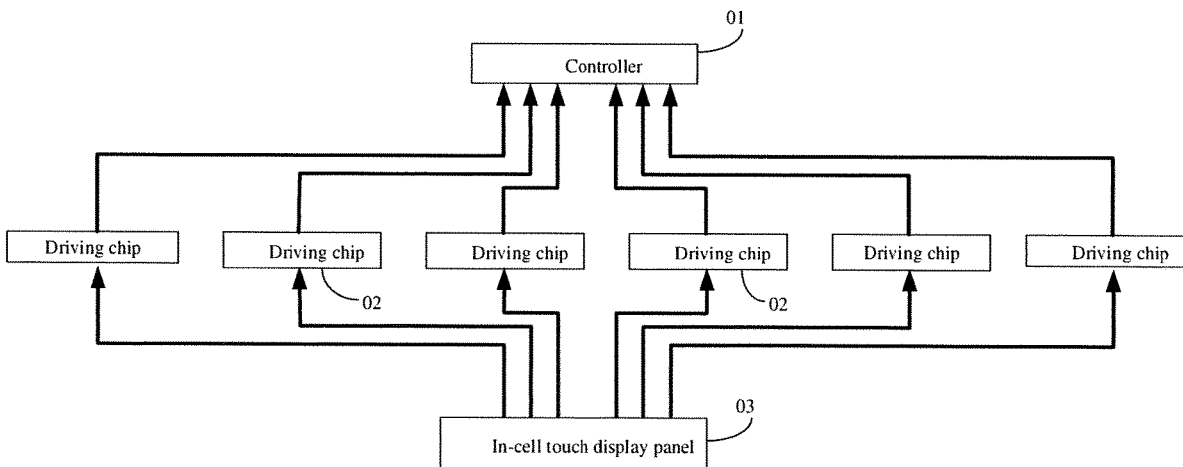 01
Controller
Driving chip
Driving chip
Driving chip
Driving chip
Driving chip
Driving chip
02
02
03
In-cell touch display panel